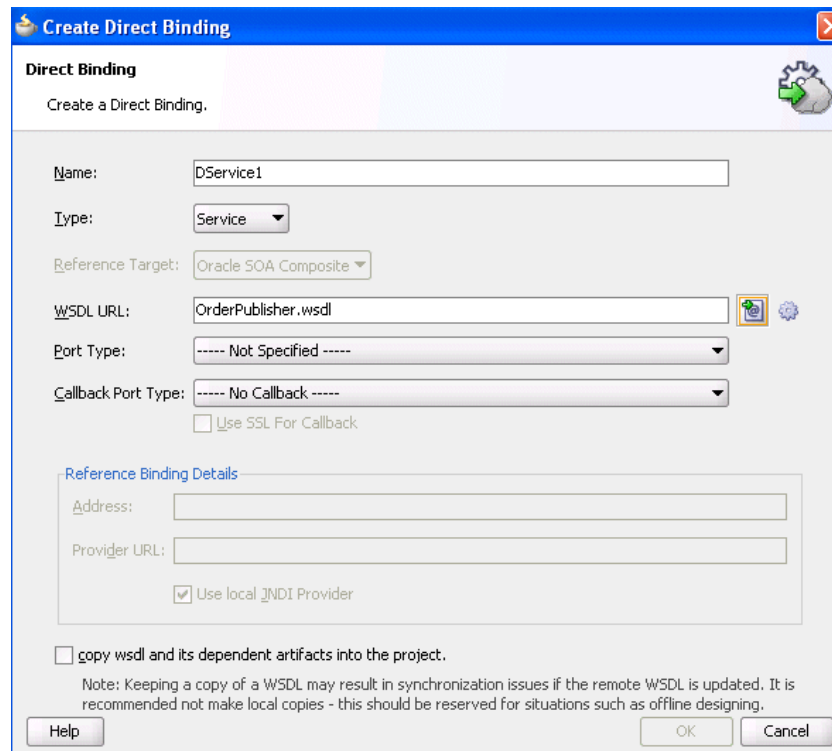 Create Direct Binding
Direct Binding
Create a Direct Binding.
Name: DService1
Type: Service
Reference Target: Oracle SOA Composite
WSDL URL: OrderPublisher.wsdl
Port Type: ----- Not Specified -----
Callback Port Type: ----- No Callback -----
Use SSL For Callback
Reference Binding Details
Address:
Provider URL:
Use local JNDI Provider
copy wsdl and its dependent artifacts into the project.
Note: Keeping a copy of a WSDL may result in synchronization issues if the remote WSDL is updated. It is
recommended not make local copies - this should be reserved for situations such as offline designing.
Help OK Cancel